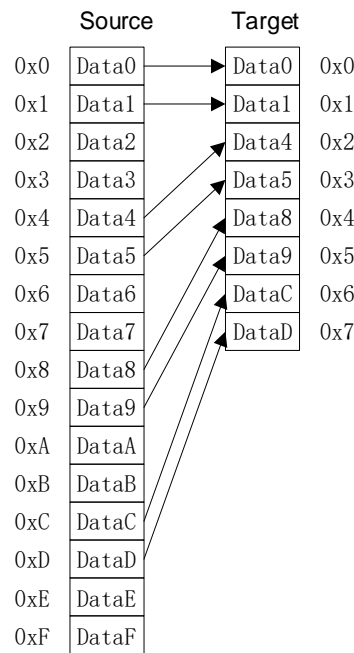 Source Target
0x0 Data0 Data0 0x0
0x1 Data1 Data1 0x1
0x2 Data2 Data4 0x2
0x3 Data3 Data5 0x3
0x4 Data4 Data8 0x4
0x5 Data5 Data9 0x5
0x6 Data6 DataC 0x6
0x7 Data7 DataD 0x7
0x8 Data8
0x9 Data9
0xA DataA
0xB DataB
0xC DataC
0xD DataD
0xE DataE
0xF DataF